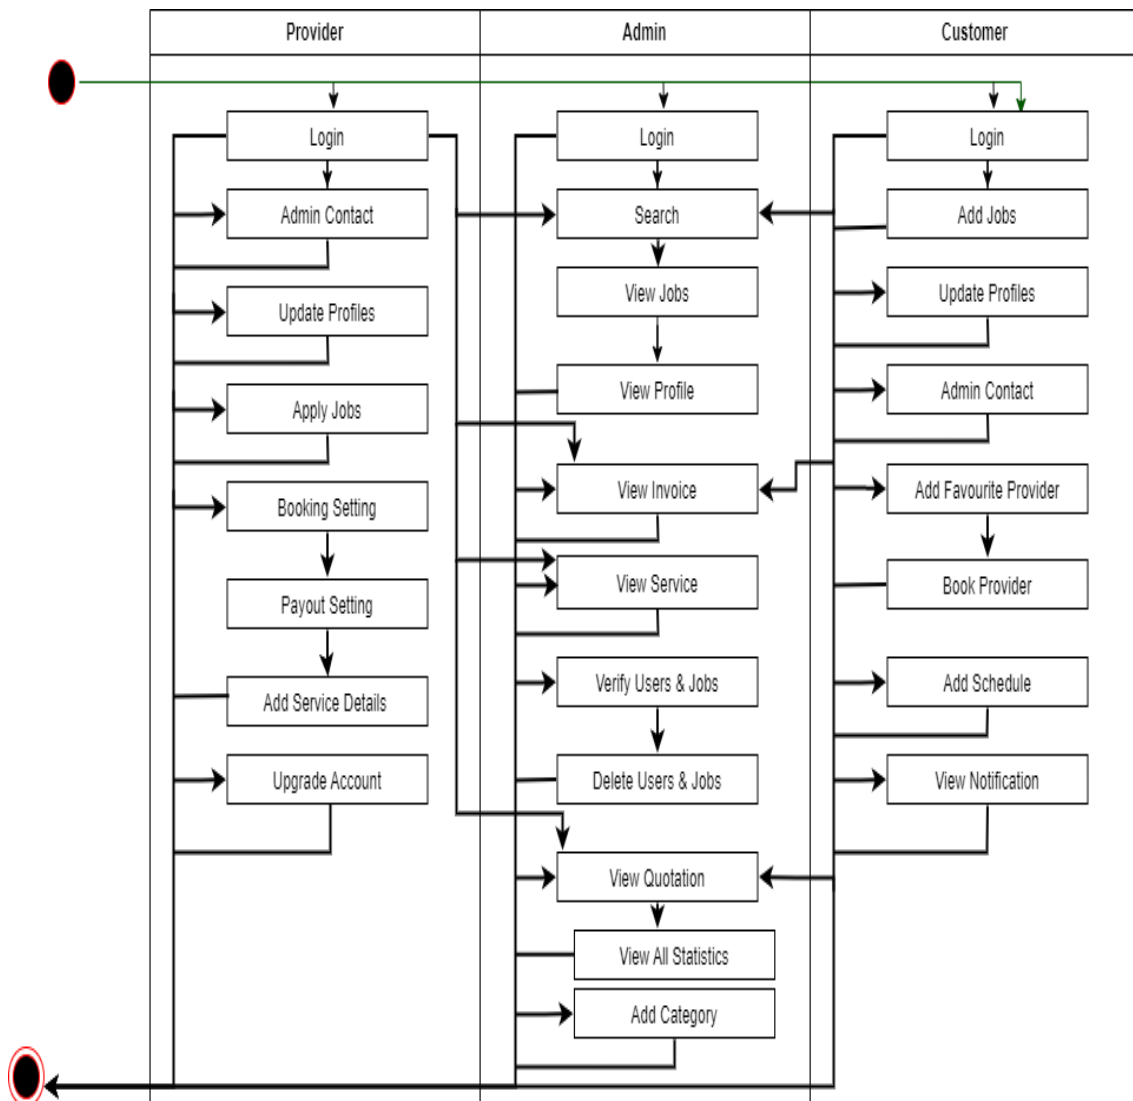 Provider
Admin
Customer
Login
Login
Login
Admin Contact
Search
Add Jobs
Update Profiles
View Jobs
Update Profiles
Apply Jobs
View Profile
Admin Contact
Booking Setting
View Invoice
Add Favourite Provider
Payout Setting
View Service
Book Provider
Add Service Details
Verify Users & Jobs
Add Schedule
Upgrade Account
Delete Users & Jobs
View Notification
View Quotation
View All Statistics
Add Category